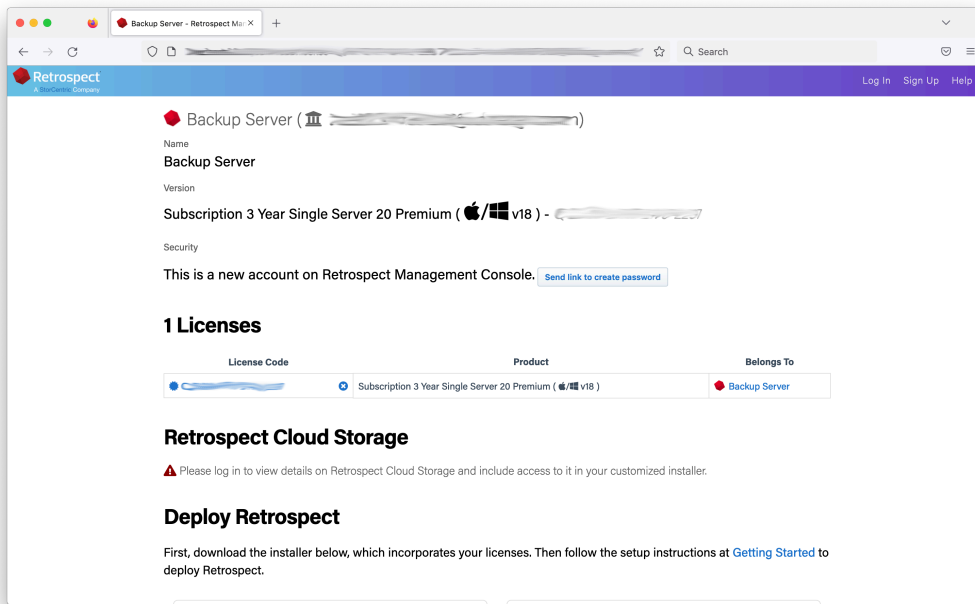 Backup Server - Retrospect Mar
Search
Retrospect
A StorCentric Company
Log In Sign Up Help
Backup Server ( )
Name
Backup Server
Version
Subscription 3 Year Single Server 20 Premium ( / v18 ) -
Security
This is a new account on Retrospect Management Console. Send link to create password
1 Licenses
License Code Product Belongs To
Subscription 3 Year Single Server 20 Premium ( / v18 ) Backup Server
Retrospect Cloud Storage
Please log in to view details on Retrospect Cloud Storage and include access to it in your customized installer.
Deploy Retrospect
First, download the installer below, which incorporates your licenses. Then follow the setup instructions at Getting Started to
deploy Retrospect.